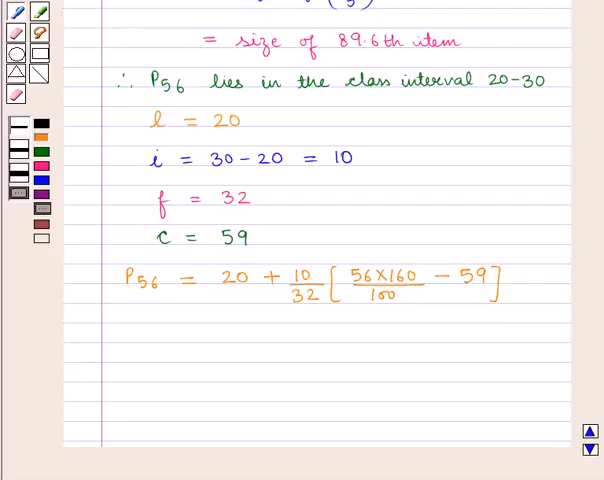 (/5)
= size of 89.6th item
∴ P56 lies in the class interval 20-30
l = 20
i = 30 - 20 = 10
f = 32
c = 59
P56 = 20 + 10/32 [ 56×160/100 - 59 ]